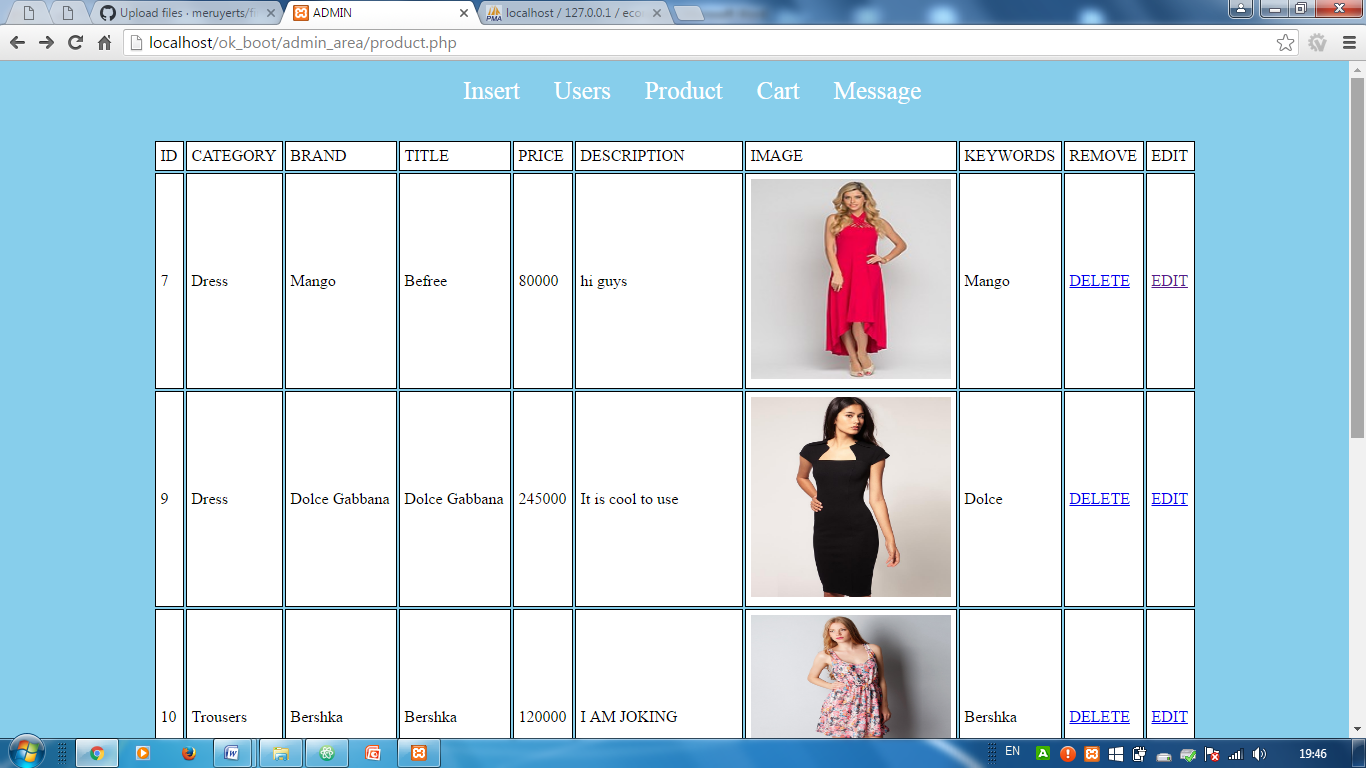 Upload files · meruyerts/fi
ADMIN
localhost / 127.0.0.1 / eco
localhost/ok_boot/admin_area/product.php
Insert Users Product Cart Message
ID CATEGORY BRAND TITLE PRICE DESCRIPTION IMAGE KEYWORDS REMOVE EDIT
7 Dress Mango Befree 80000 hi guys Mango DELETE EDIT
9 Dress Dolce Gabbana Dolce Gabbana 245000 It is cool to use Dolce DELETE EDIT
10 Trousers Bershka Bershka 120000 I AM JOKING Bershka DELETE EDIT
EN 19:46